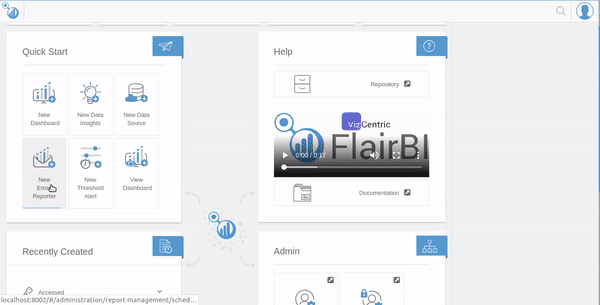 Quick Start
New
Dashboard
New Data
Insights
New Data
Source
New
Email
Reporter
New
Threshold
Alert
View
Dashboard
Help
Repository
VizCentric
FlairBI
0:00 / 0:17
Documentation
Recently Created
Accessed
Admin
localhost:8002/#/administration/report-management/sched...